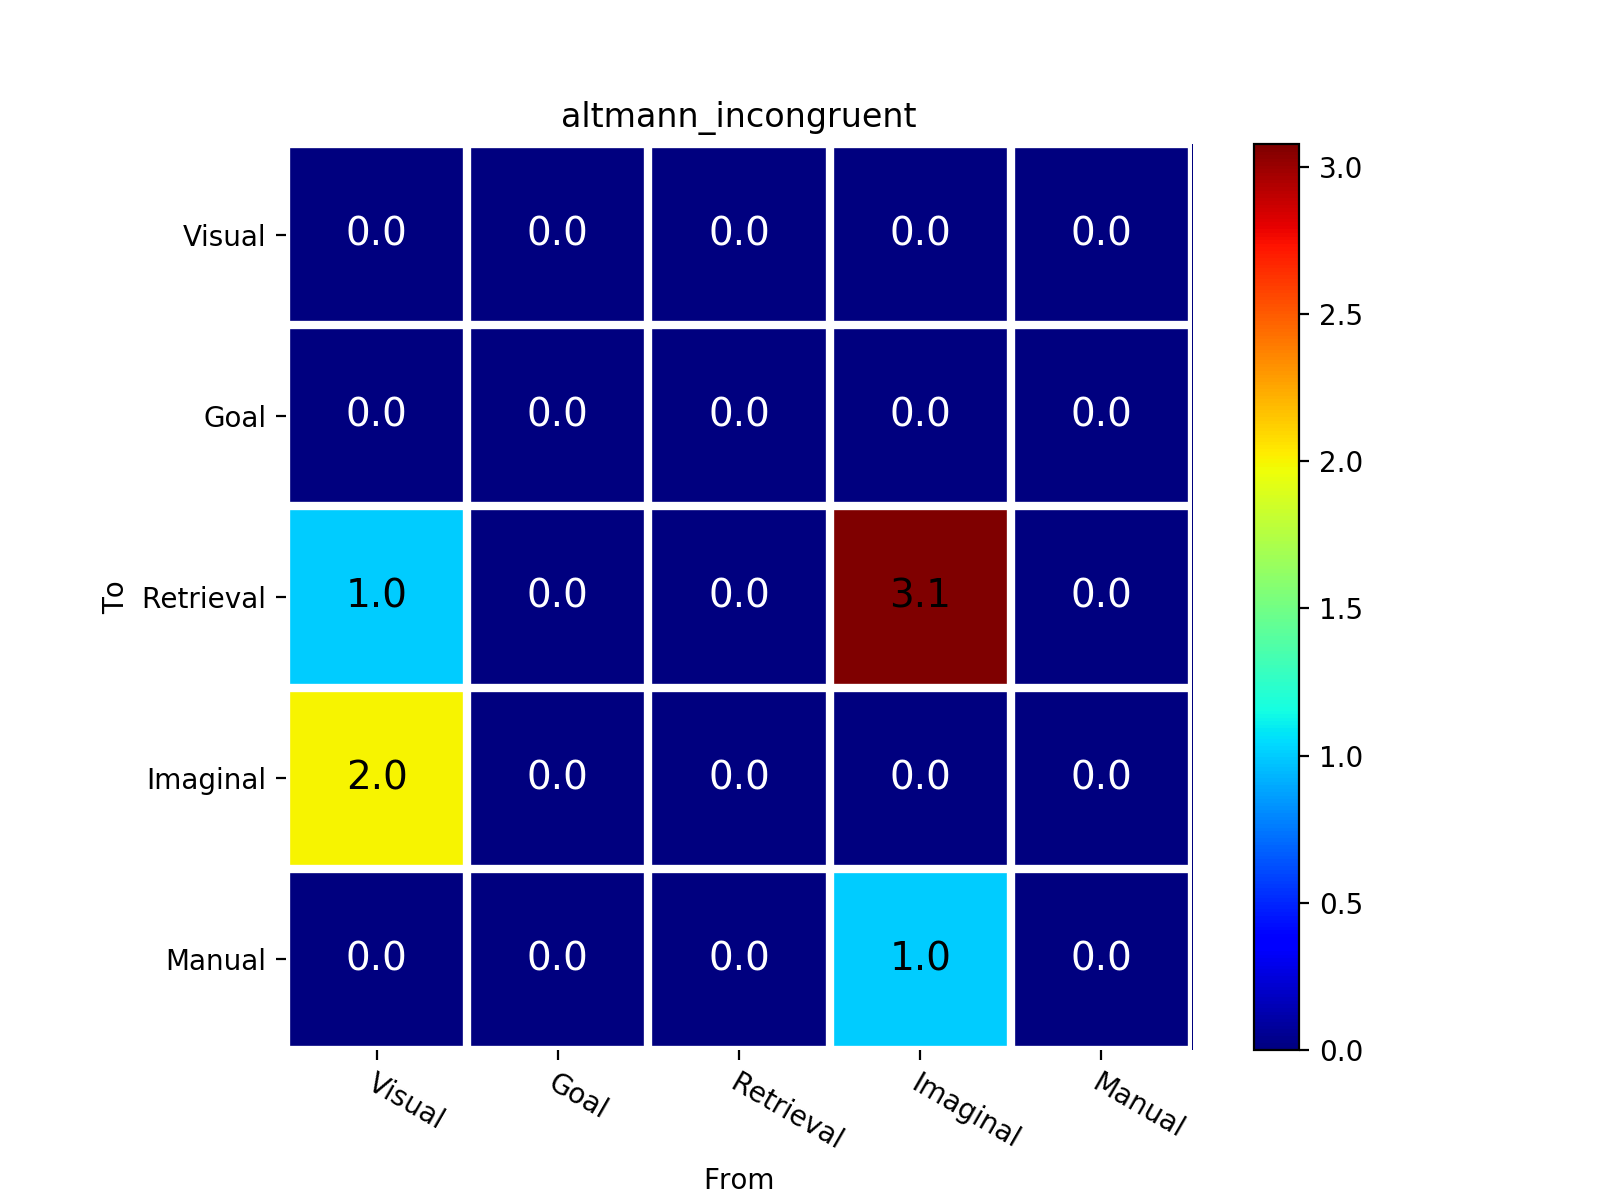 altmann_incongruent
Visual 0.0 0.0 0.0 0.0 0.0
Goal 0.0 0.0 0.0 0.0 0.0
To
Retrieval 1.0 0.0 0.0 3.1 0.0
Imaginal 2.0 0.0 0.0 0.0 0.0
Manual 0.0 0.0 0.0 1.0 0.0
Visual Goal Retrieval Imaginal Manual
From
3.0
2.5
2.0
1.5
1.0
0.5
0.0